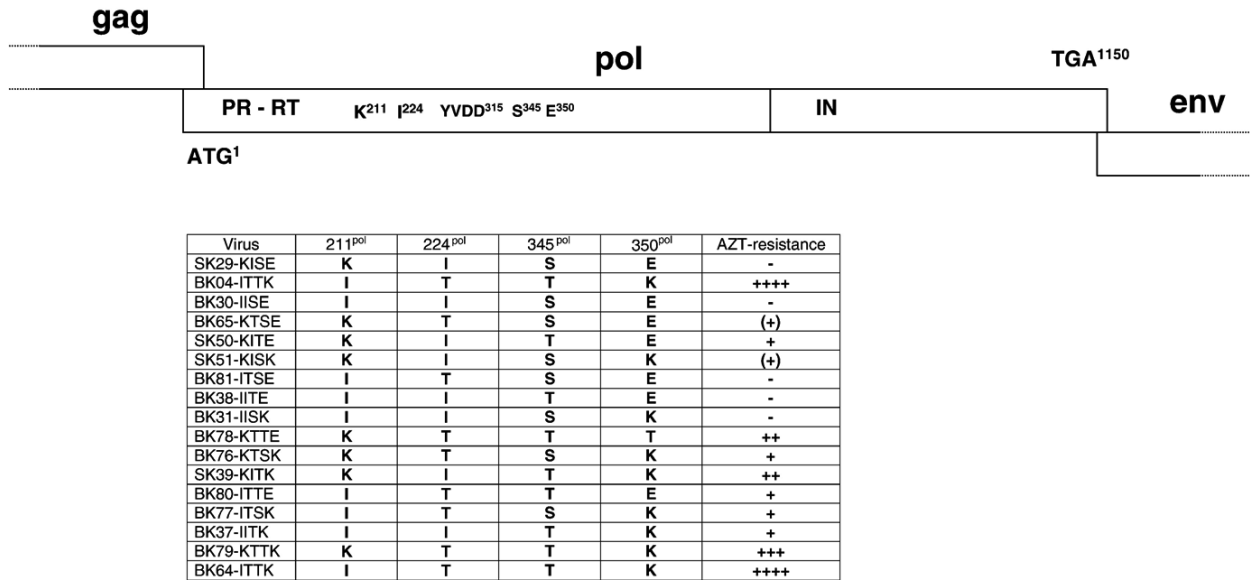 gag
pol
TGA1150
PR - RT K211 I224 YVDD315 S345 E350 IN env
ATG1
Virus 211pol 224pol 345pol 350pol AZT-resistance
SK29-KISE K I S E -
BK04-ITTK I T T K ++++
BK30-IISE I I S E -
BK65-KTSE K T S E (+)
SK50-KITE K I T E +
SK51-KISK K I S K (+)
BK81-ITSE I T S E -
BK38-IITE I I T E -
BK31-IISK I I S K -
BK78-KTTE K T T T ++
BK76-KTSK K T S K +
SK39-KITK K I T K ++
BK80-ITTE I T T E +
BK77-ITSK I T S K +
BK37-IITK I I T K +
BK79-KTTK K T T K +++
BK64-ITTK I T T K ++++